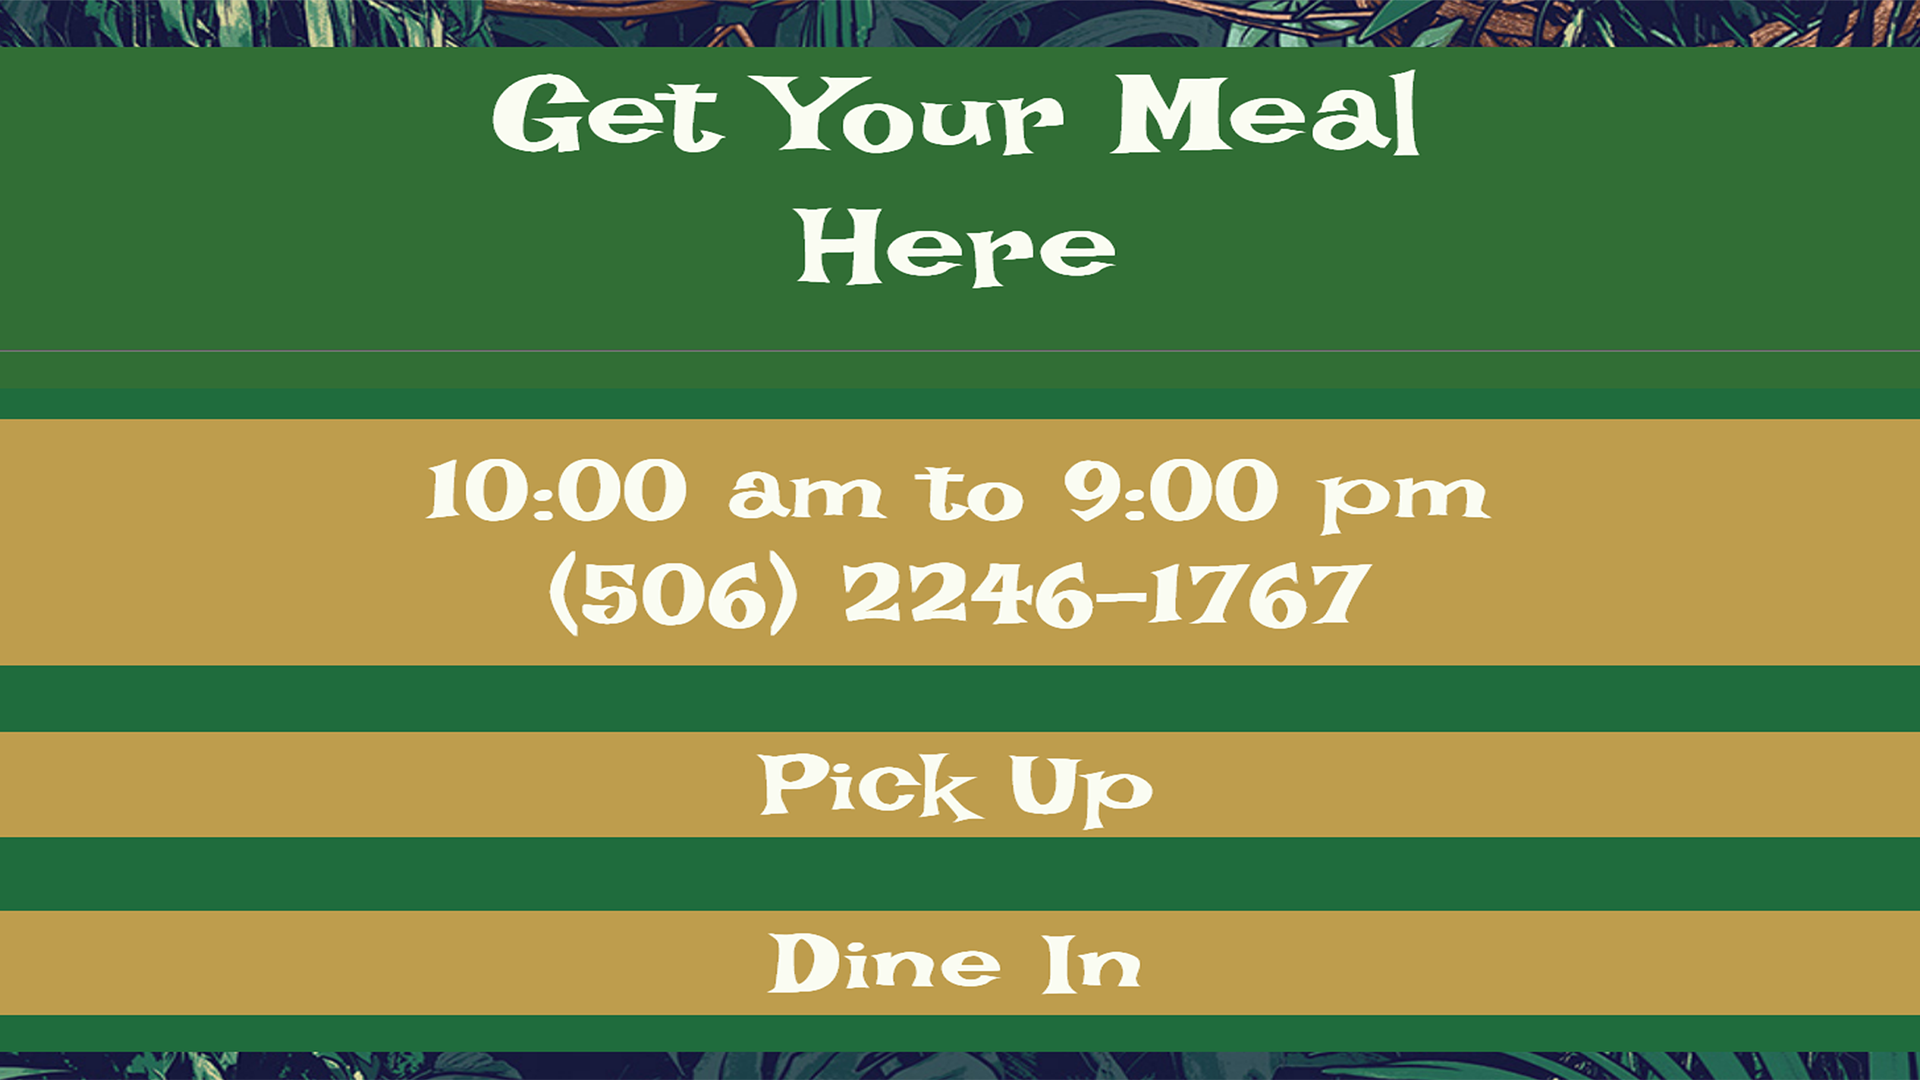 Get Your Meal
Here
10:00 am to 9:00 pm
(506) 2246-1767
Pick Up
Dine In